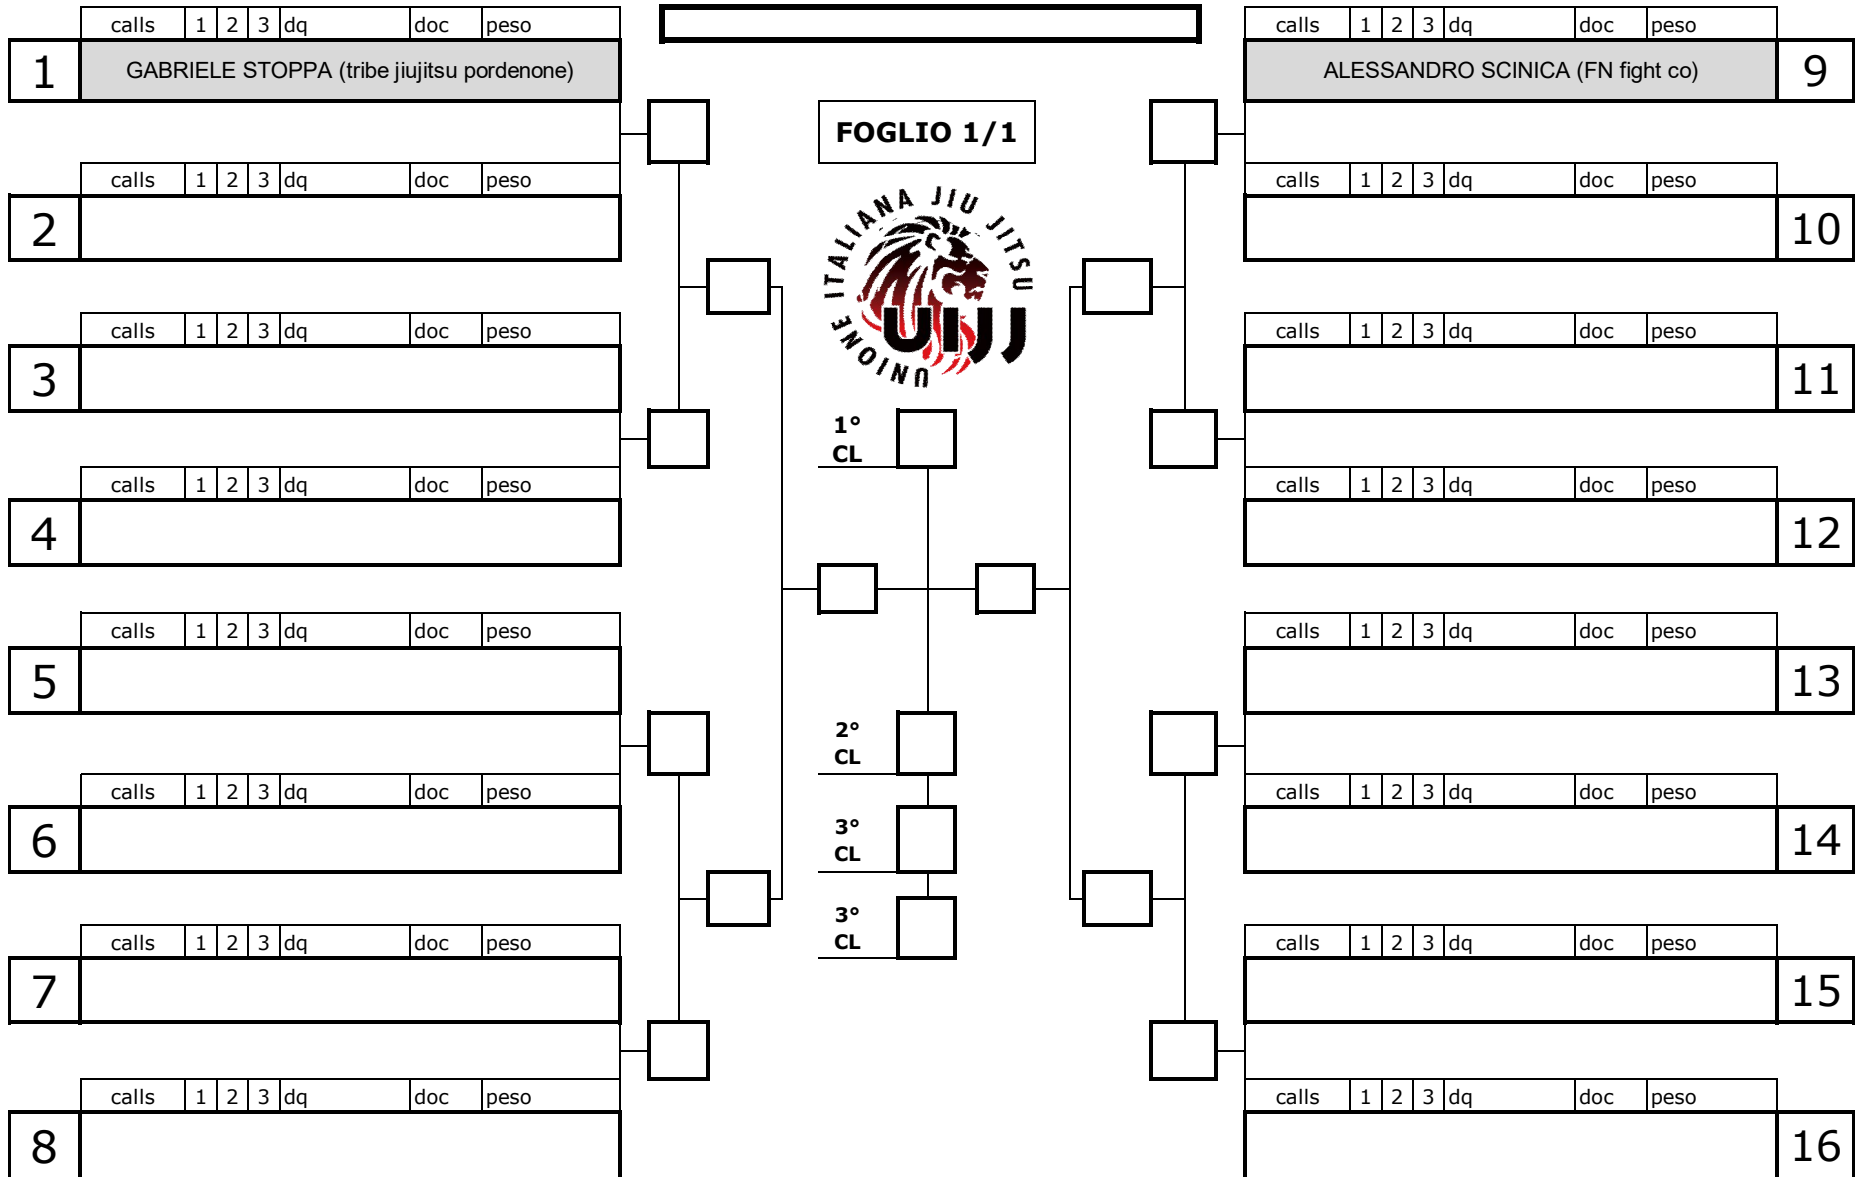 calls 1 2 3 dq doc peso
1 GABRIELE STOPPA (tribe jiujitsu pordenone)
calls 1 2 3 dq doc peso
2
calls 1 2 3 dq doc peso
3
calls 1 2 3 dq doc peso
4
calls 1 2 3 dq doc peso
5
calls 1 2 3 dq doc peso
6
calls 1 2 3 dq doc peso
7
calls 1 2 3 dq doc peso
8
FOGLIO 1/1
UNIONE ITALIANA JIU JITSU
UIJJ
1°
CL
2°
CL
3°
CL
3°
CL
calls 1 2 3 dq doc peso
ALESSANDRO SCINICA (FN fight co) 9
calls 1 2 3 dq doc peso
10
calls 1 2 3 dq doc peso
11
calls 1 2 3 dq doc peso
12
calls 1 2 3 dq doc peso
13
calls 1 2 3 dq doc peso
14
calls 1 2 3 dq doc peso
15
calls 1 2 3 dq doc peso
16